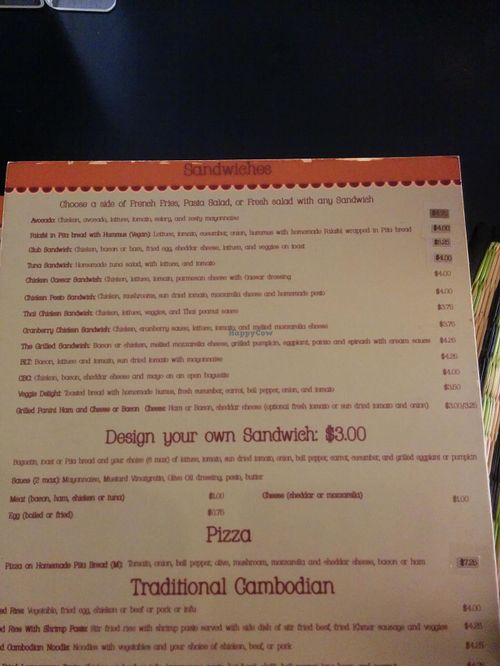 Sandwiches
Choose a side of French Fries, Pasta Salad, or Fresh salad with any Sandwich
Avocado: Chicken, avocado, lettuce, tomato, celery, and zesty mayonnaise
Falafel in Pita bread with Hummus (Vegan): Lettuce, tomato, cucumber, onion, hummus with homemade Falafel wrapped in Pita bread $4.00
Club Sandwich: Chicken, bacon or ham, fried egg, cheddar cheese, lettuce, and veggies on toast $5.25
Tuna Sandwich: Homemade tuna salad, with lettuce, and tomato $4.00
Chicken Caesar Sandwich: Chicken, lettuce, tomato, parmesan cheese with Caesar dressing $4.00
Chicken Pesto Sandwich: Chicken, mushrooms, sun dried tomato, mozzarella cheese and homemade pesto $4.00
Thai Chicken Sandwich: Chicken, lettuce, veggies, and Thai peanut sauce $3.75
HappyCow
Cranberry Chicken Sandwich: Chicken, cranberry sauce, lettuce, tomato, and melted mozzarella cheese $3.75
The Grilled Sandwich: Bacon or chicken, melted mozzarella cheese, grilled pumpkin, eggplant, potato and spinach with cream sauce $4.25
BLT: Bacon, lettuce and tomato, sun dried tomato with mayonnaise $4.25
CBC: Chicken, bacon, cheddar cheese and mayo on an open baguette $4.00
Veggie Delight: Toasted bread with homemade humus, fresh cucumber, carrot, bell pepper, onion, and tomato $3.50
Grilled Panini Ham and Cheese or Bacon Cheese: Ham or Bacon, cheddar cheese (optional fresh tomato or sun dried tomato and onion) $3.00/3.25
Design your own Sandwich: $3.00
Baguette, toast or Pita bread and your choice (5 max) of lettuce, tomato, sun dried tomato, onion, bell pepper, carrot, cucumber, and grilled eggplant or pumpkin
Sauce (2 max): Mayonnaise, Mustard Vinaigrette, Olive Oil dressing, pesto, butter
Meat (bacon, ham, chicken or tuna) $1.00 Cheese (cheddar or mozzarella) $1.00
Egg (boiled or fried) $0.75
Pizza
Pizza on Homemade Pita Bread (M): Tomato, onion, bell pepper, olive, mushroom, mozzarella and cheddar cheese, bacon or ham $7.25
Traditional Cambodian
Rice: Vegetable, fried egg, chicken or beef or pork or tofu $4.00
Rice With Shrimp Paste: Stir fried rice with shrimp paste served with side dish of stir fried beef, fried Khmer sausage and veggies $4.25
Cambodian Noodle: Noodles with vegetables and your choice of chicken, beef, or pork $4.25